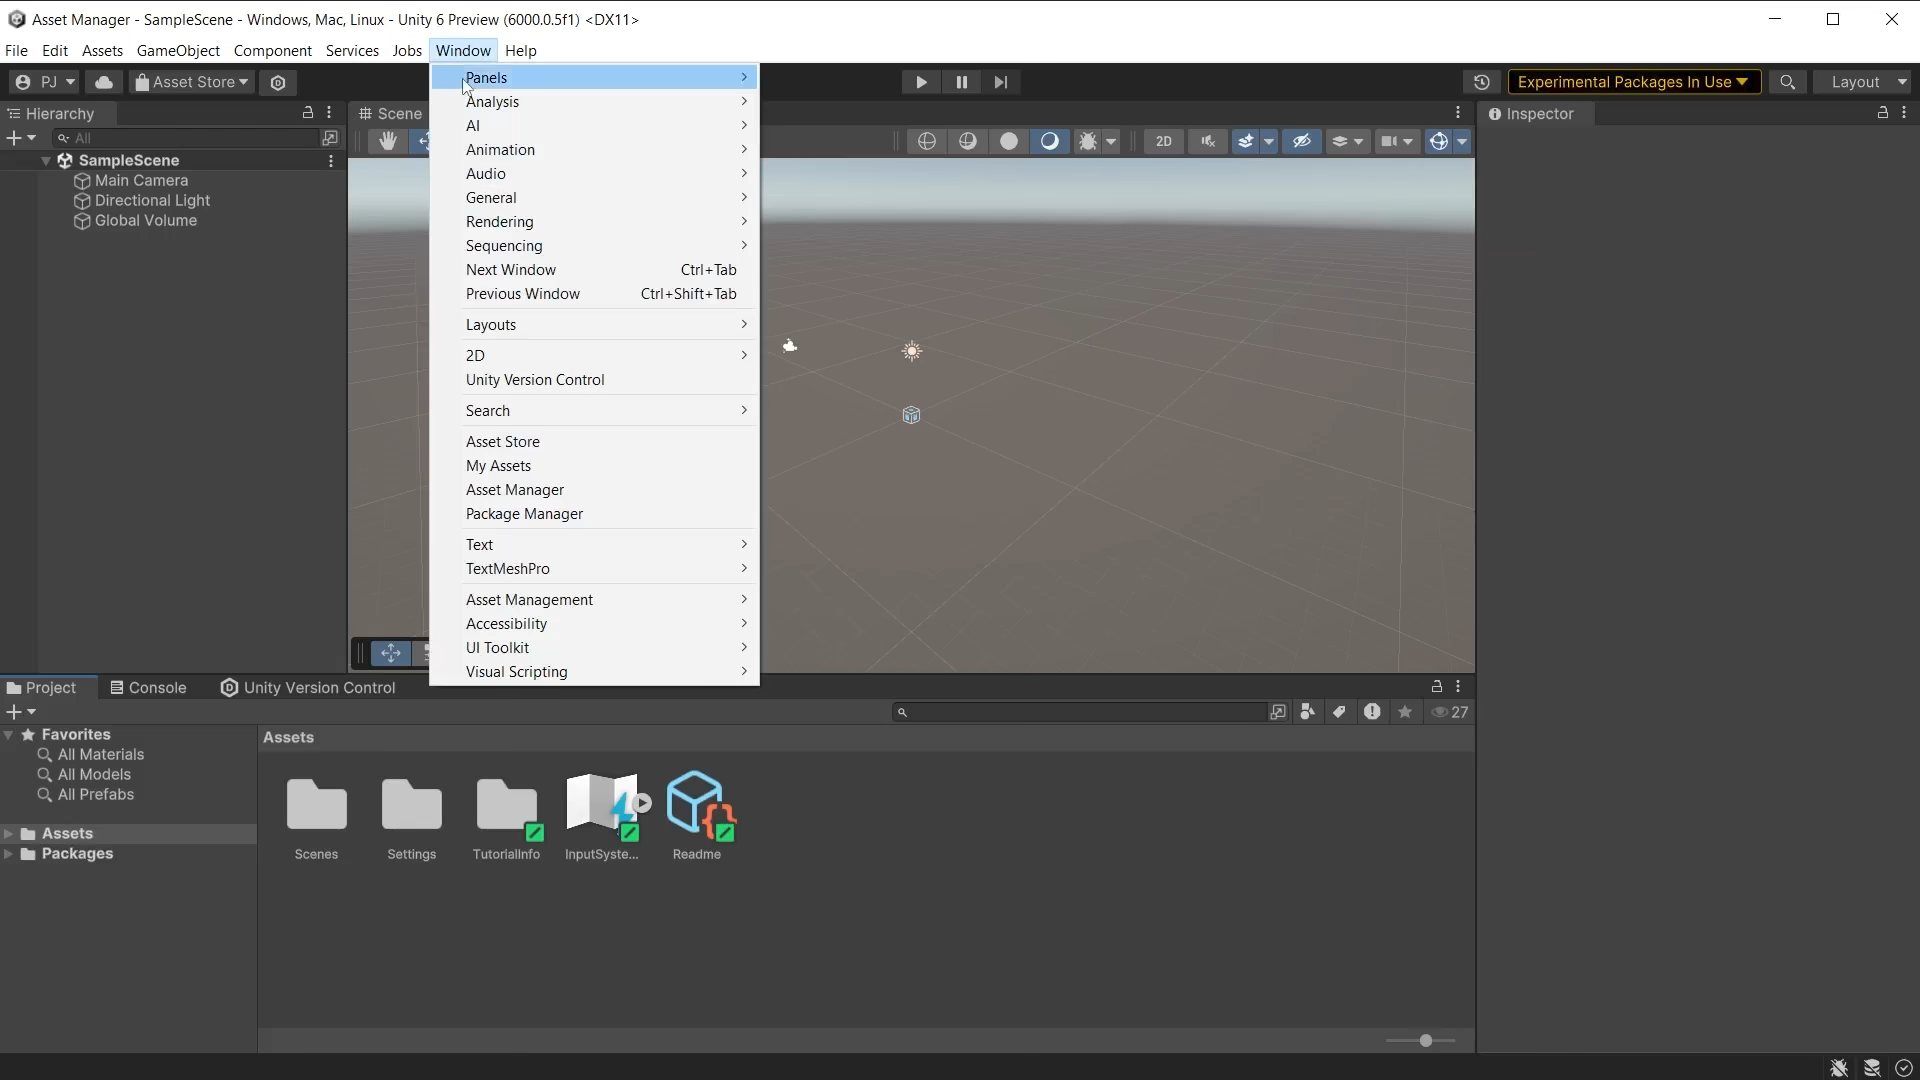 Asset Manager - SampleScene - Windows, Mac, Linux - Unity 6 Preview (6000.0.5f1) <DX11>
File Edit Assets GameObject Component Services Jobs Window Help
PJ Asset Store Experimental Packages In Use Layout
Hierarchy
All
SampleScene
Main Camera
Directional Light
Global Volume
Scene
Panels
Analysis
AI
Animation
Audio
General
Rendering
Sequencing
Next Window Ctrl+Tab
Previous Window Ctrl+Shift+Tab
Layouts
2D
Unity Version Control
Search
Asset Store
My Assets
Asset Manager
Package Manager
Text
TextMeshPro
Asset Management
Accessibility
UI Toolkit
Visual Scripting
2D
Inspector
Project Console Unity Version Control
27
Favorites
All Materials
All Models
All Prefabs
Assets
Packages
Assets
Scenes Settings TutorialInfo InputSyste... Readme